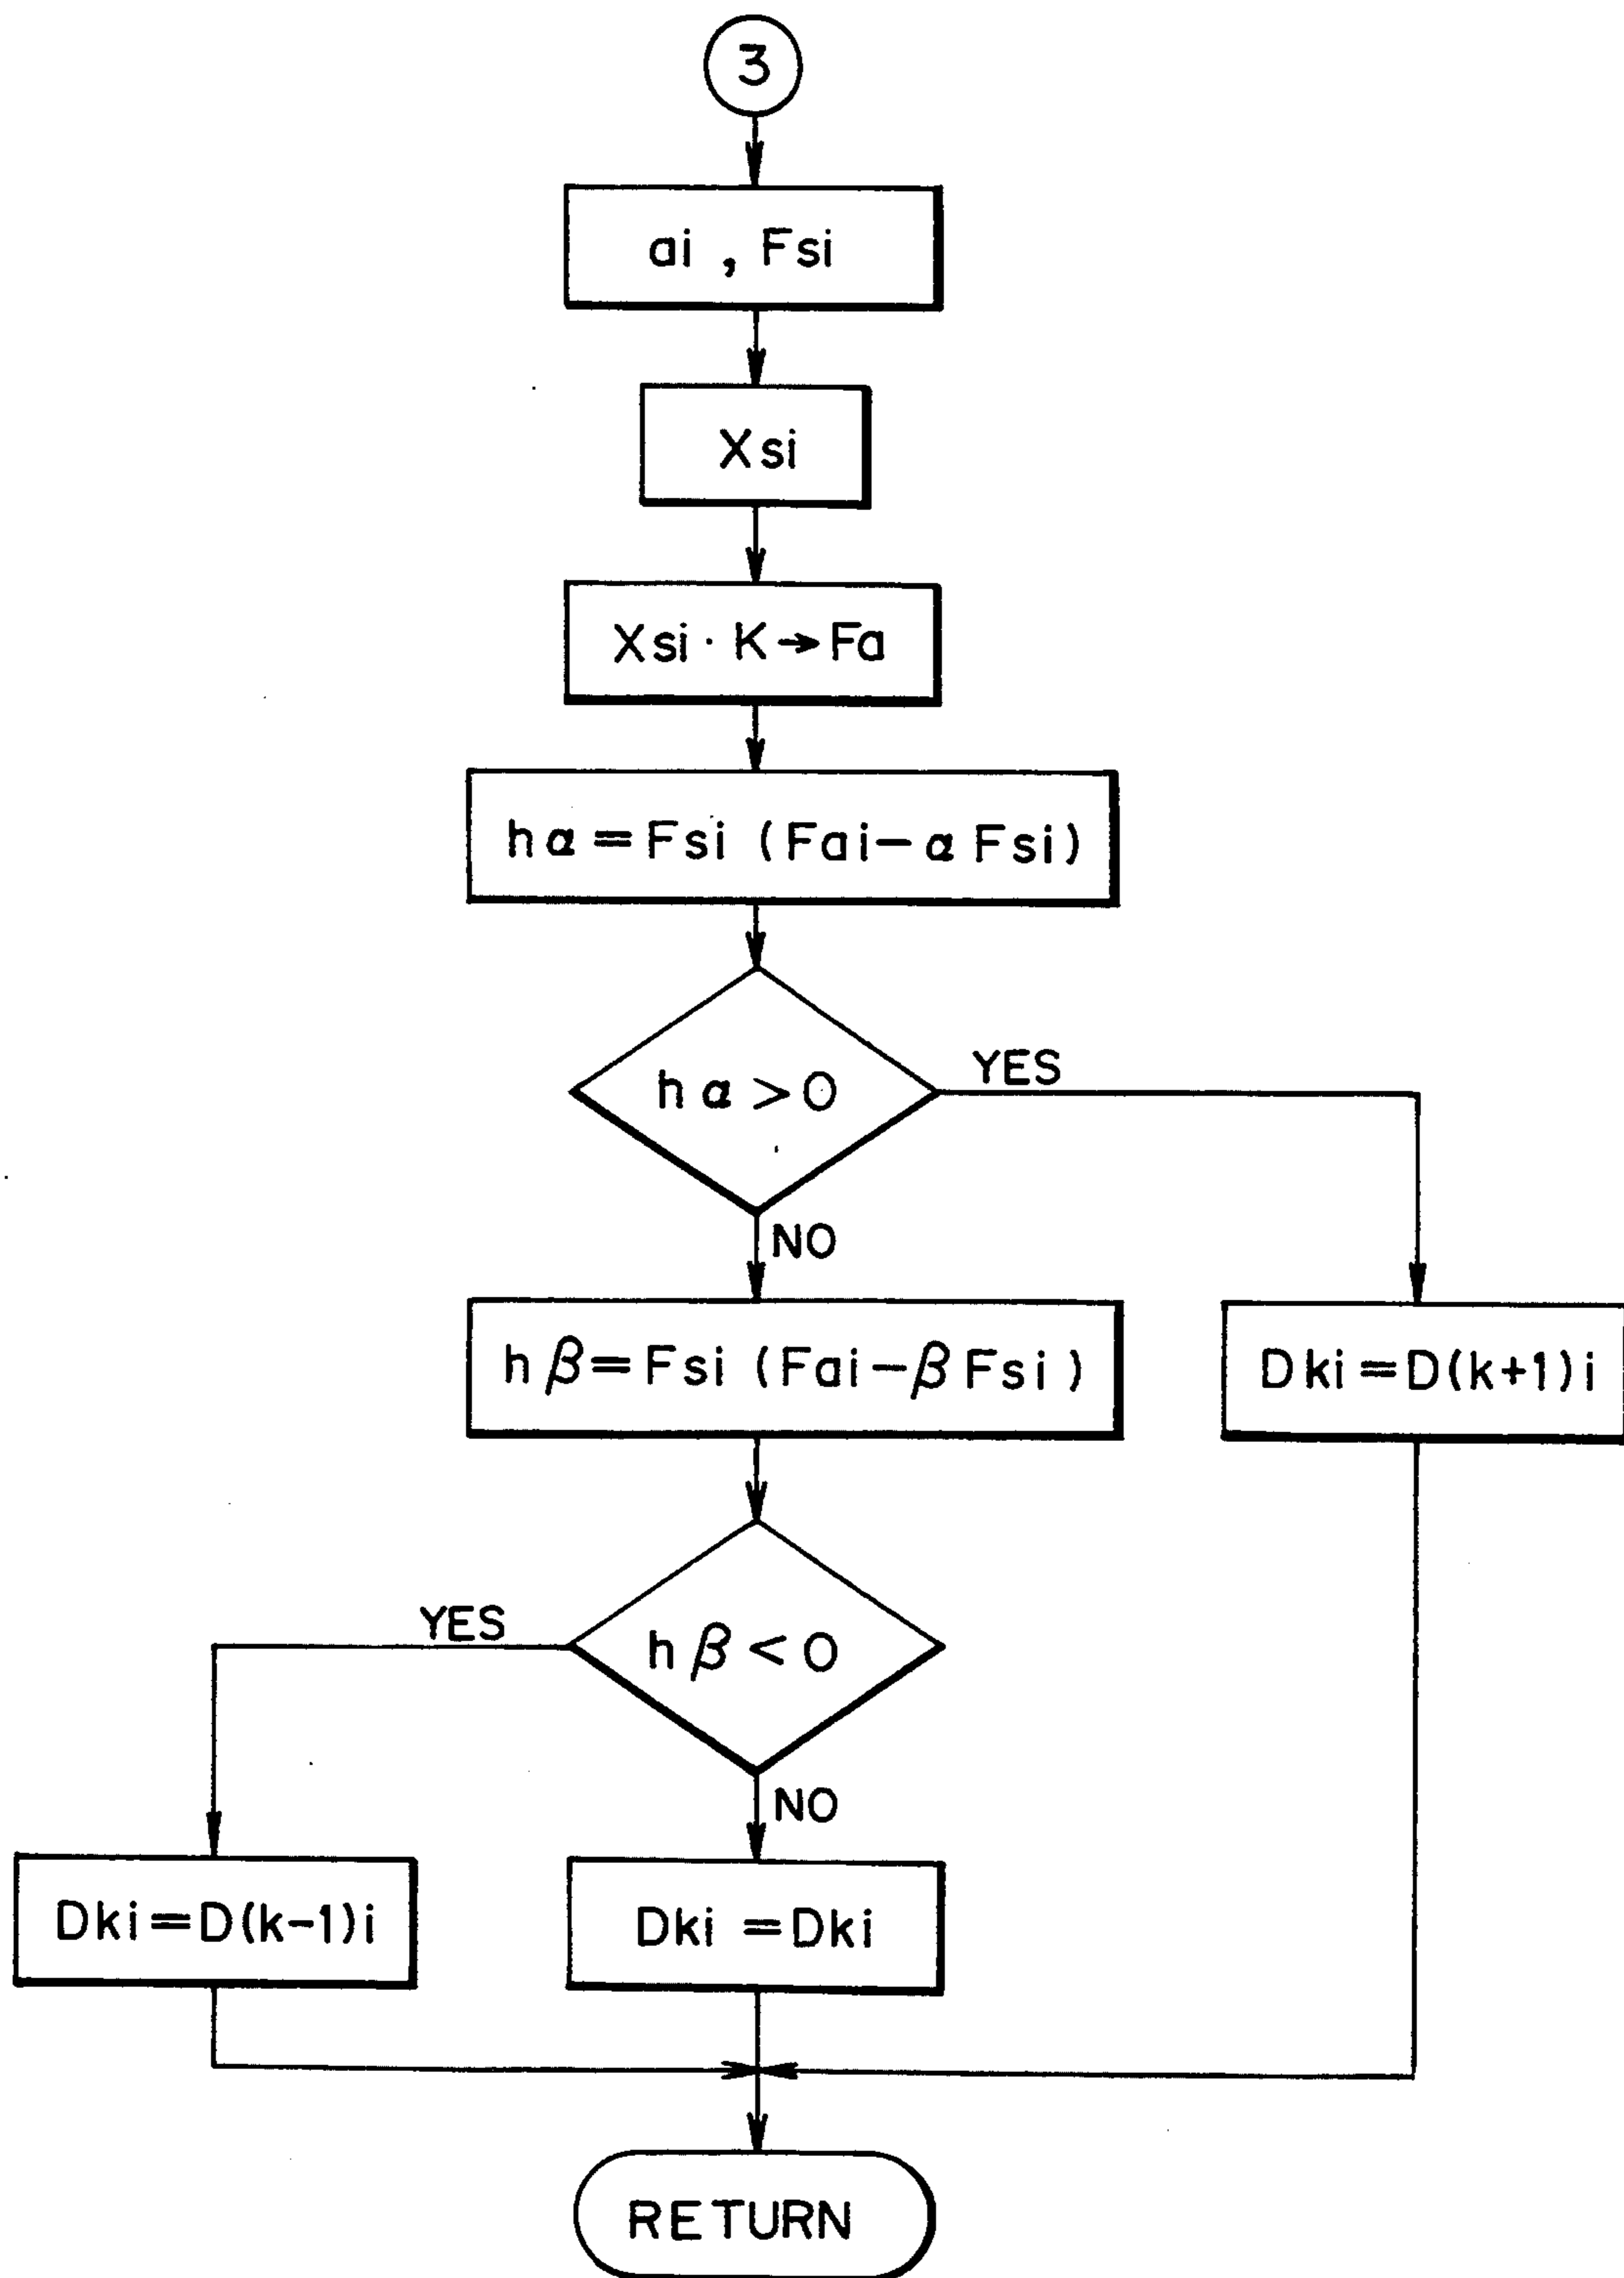 3
ai , Fsi
Xsi
Xsi · K → Fa
hα = Fsi (Fai − α Fsi)
hα > 0
YES
NO
hβ = Fsi (Fai − β Fsi)
Dki = D(k+1)i
hβ < 0
YES
NO
Dki = D(k-1)i
Dki = Dki
RETURN